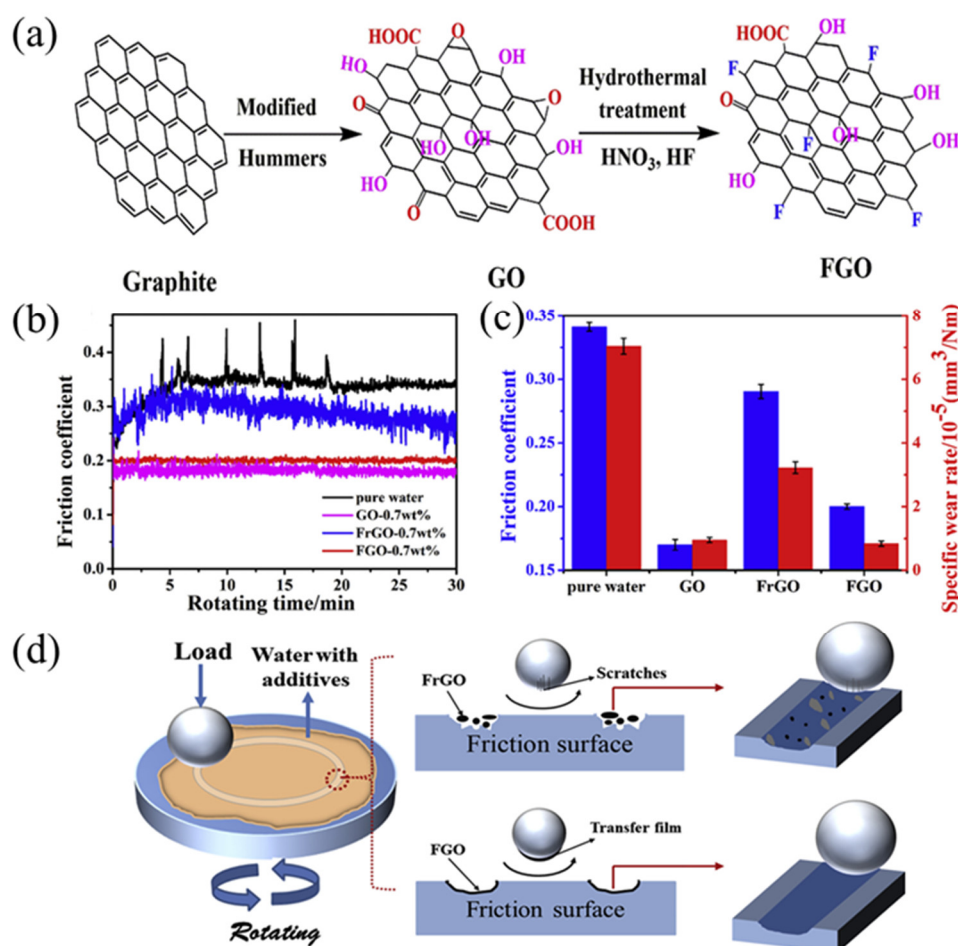 (a)
Modified
Hummers
HOOC
O
OH
HO
O
O
OH
HO
OH
HO
O
COOH
Hydrothermal
treatment
HNO3, HF
HOOC
OH
F
F
O
OH
OH
F
OH
HO
F
F
Graphite
GO
FGO
(b)
Friction coefficient
0.4
0.3
0.2
0.1
0.0
pure water
GO-0.7wt%
FrGO-0.7wt%
FGO-0.7wt%
0
5
10
15
20
25
30
Rotating time/min
(c)
Friction coefficient
0.35
0.30
0.25
0.20
0.15
pure water
GO
FrGO
FGO
8
6
4
2
0
Specific wear rate/10-5(mm3/Nm)
(d)
Load
Water with
additives
Rotating
FrGO
Scratches
Friction surface
FGO
Transfer film
Friction surface